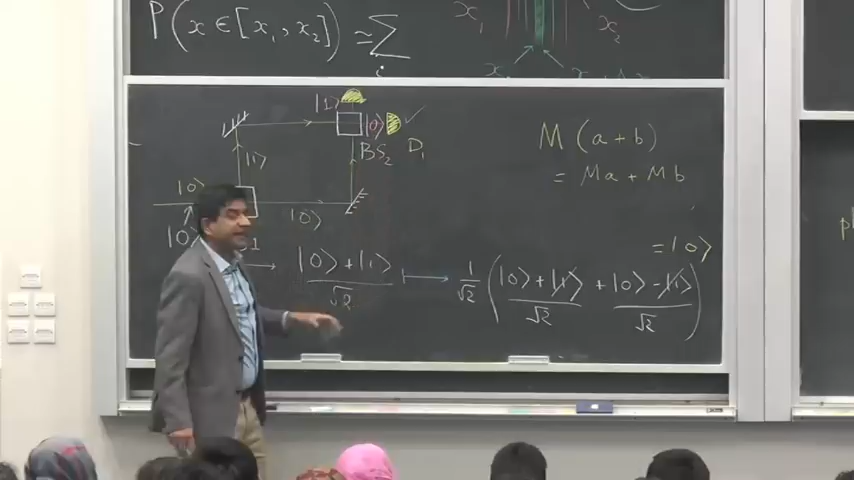 P(x ∈ [x₁, x₂]) ≈ Σ
i
x₁
x₂
|1⟩
|0⟩
BS₂ D₁
|1⟩
|0⟩
|0⟩
|0⟩
M(a+b)
= Ma + Mb
= |0⟩
|0⟩+|1⟩ / √2 ↦ 1/√2 ( |0⟩+|1⟩ / √2 + |0⟩-|1⟩ / √2 )